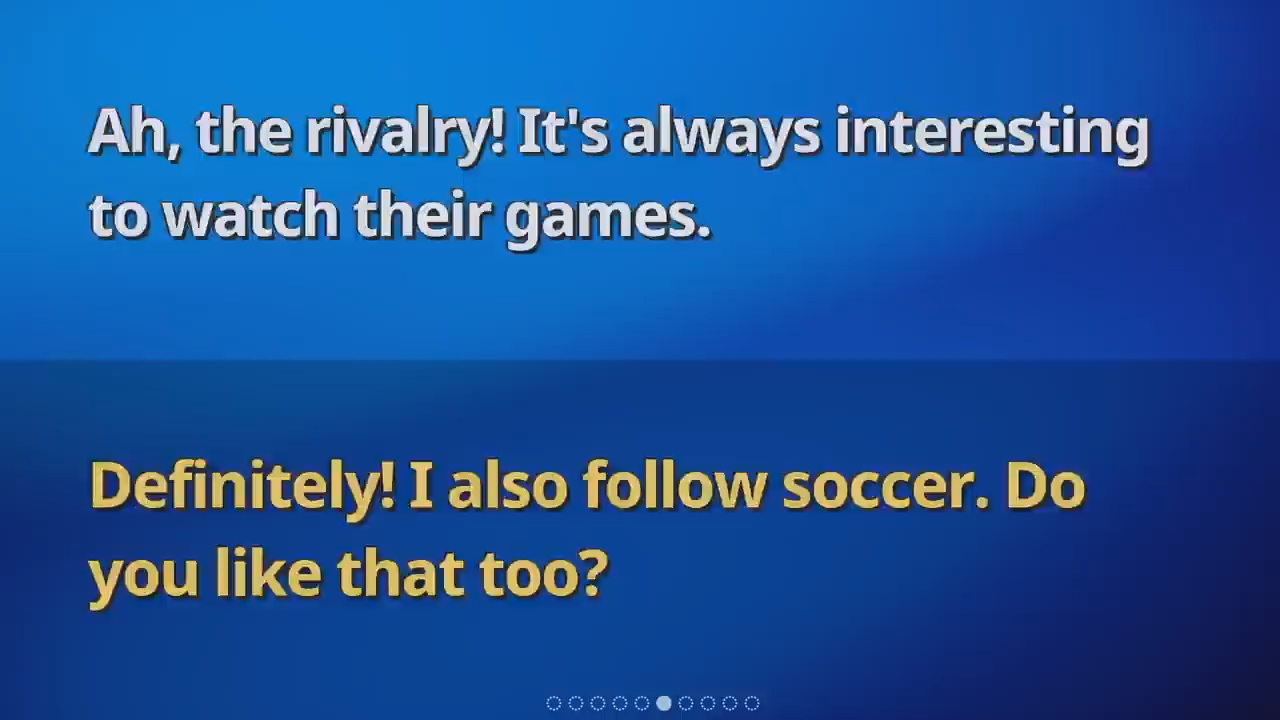 Ah, the rivalry! It's always interesting
to watch their games.
Definitely! I also follow soccer. Do
you like that too?